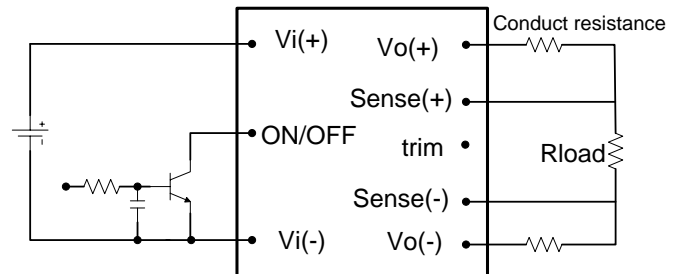 Conduct resistance
Vi(+)
Vo(+)
+
-
Sense(+)
ON/OFF
trim
Rload
Sense(-)
Vi(-)
Vo(-)